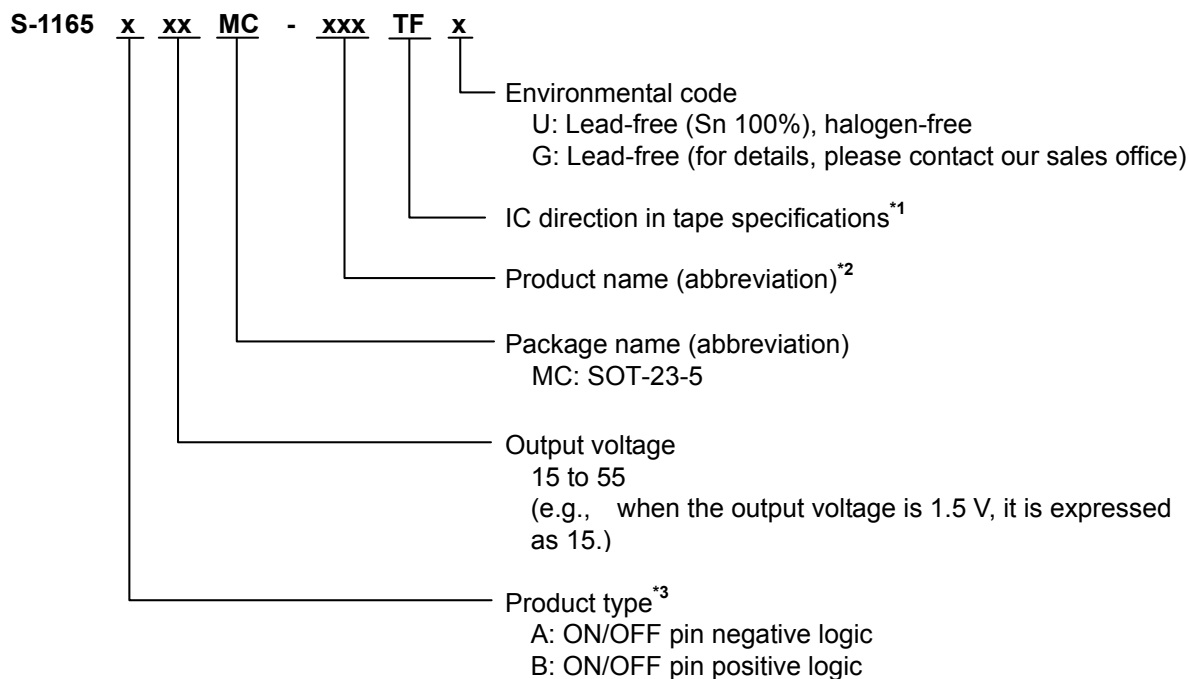 S-1165 x xx MC - xxx TF x
Environmental code
U: Lead-free (Sn 100%), halogen-free
G: Lead-free (for details, please contact our sales office)
IC direction in tape specifications*1
Product name (abbreviation)*2
Package name (abbreviation)
MC: SOT-23-5
Output voltage
15 to 55
(e.g., when the output voltage is 1.5 V, it is expressed
as 15.)
Product type*3
A: ON/OFF pin negative logic
B: ON/OFF pin positive logic